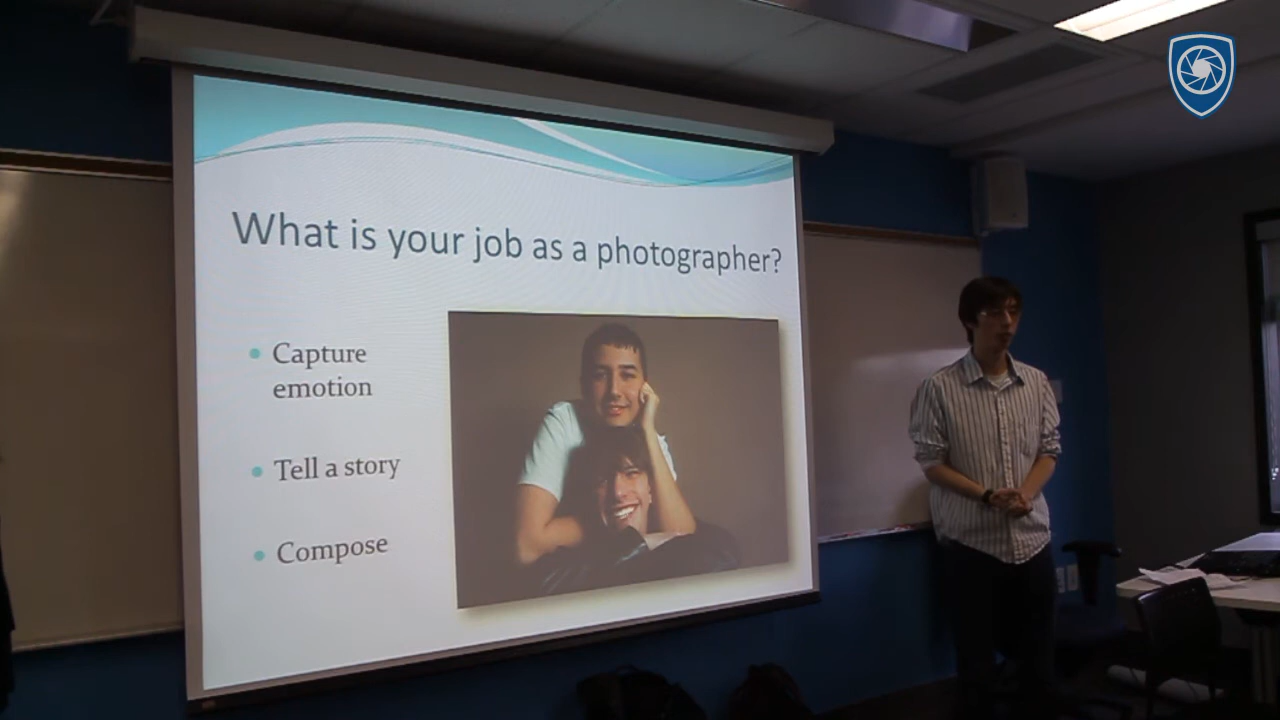 What is your job as a photographer?
Capture
emotion
Tell a story
Compose